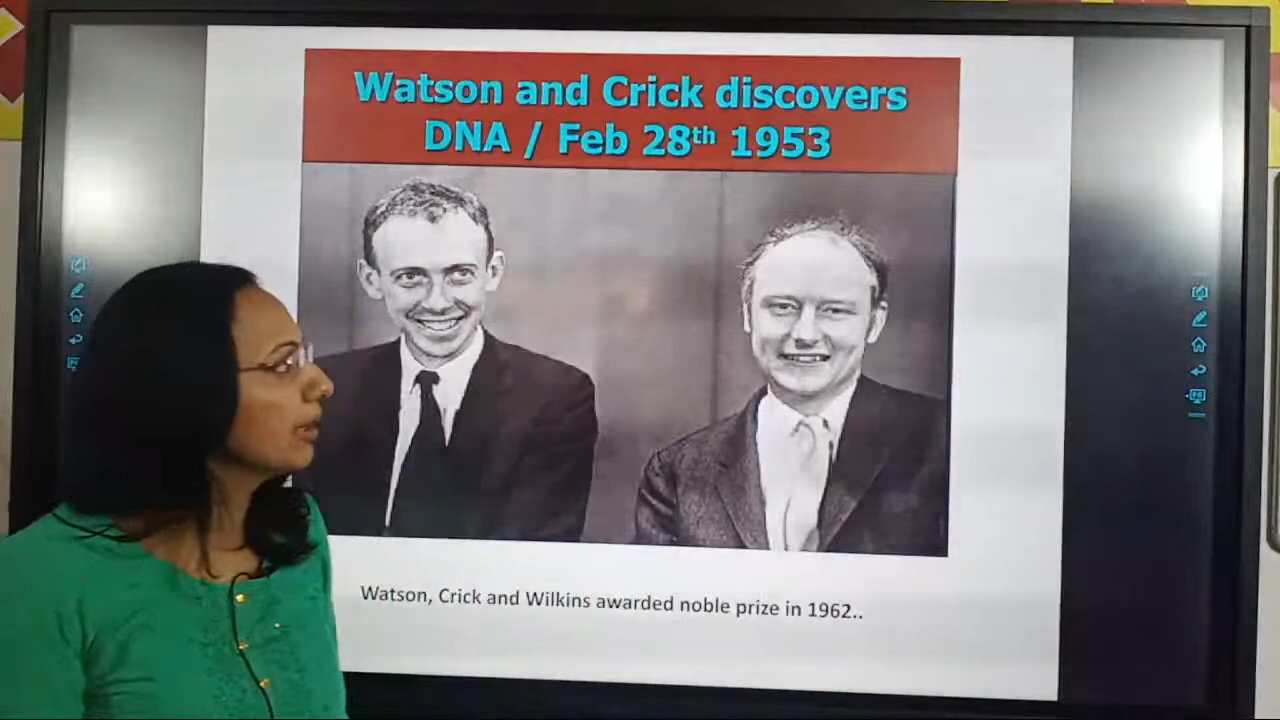 Watson and Crick discovers
DNA / Feb 28th 1953
Watson, Crick and Wilkins awarded noble prize in 1962..